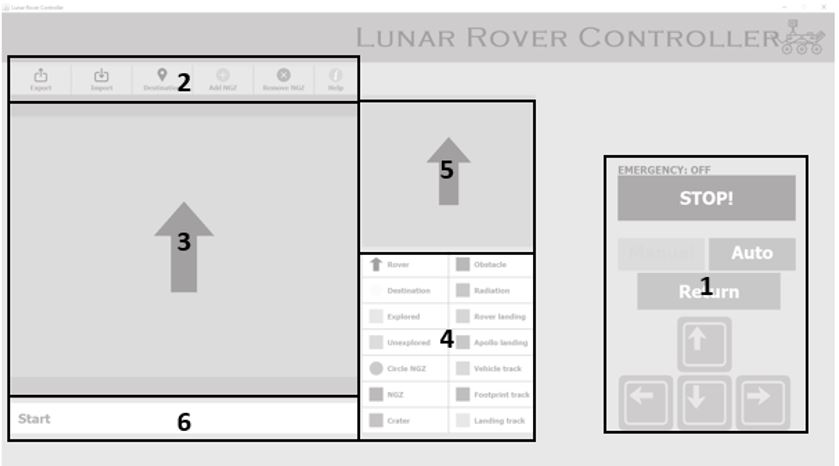 Lunar Rover Controller
LUNAR ROVER CONTROLLER
Export Import Destination Add NGZ Remove NGZ Help
2
3
5
EMERGENCY: OFF
STOP!
Manual Auto
Return
1
Rover Obstacle
Destination Radiation
Explored Rover landing
Unexplored Apollo landing
4
Circle NGZ Vehicle track
NGZ Footprint track
Crater Landing track
Start
6